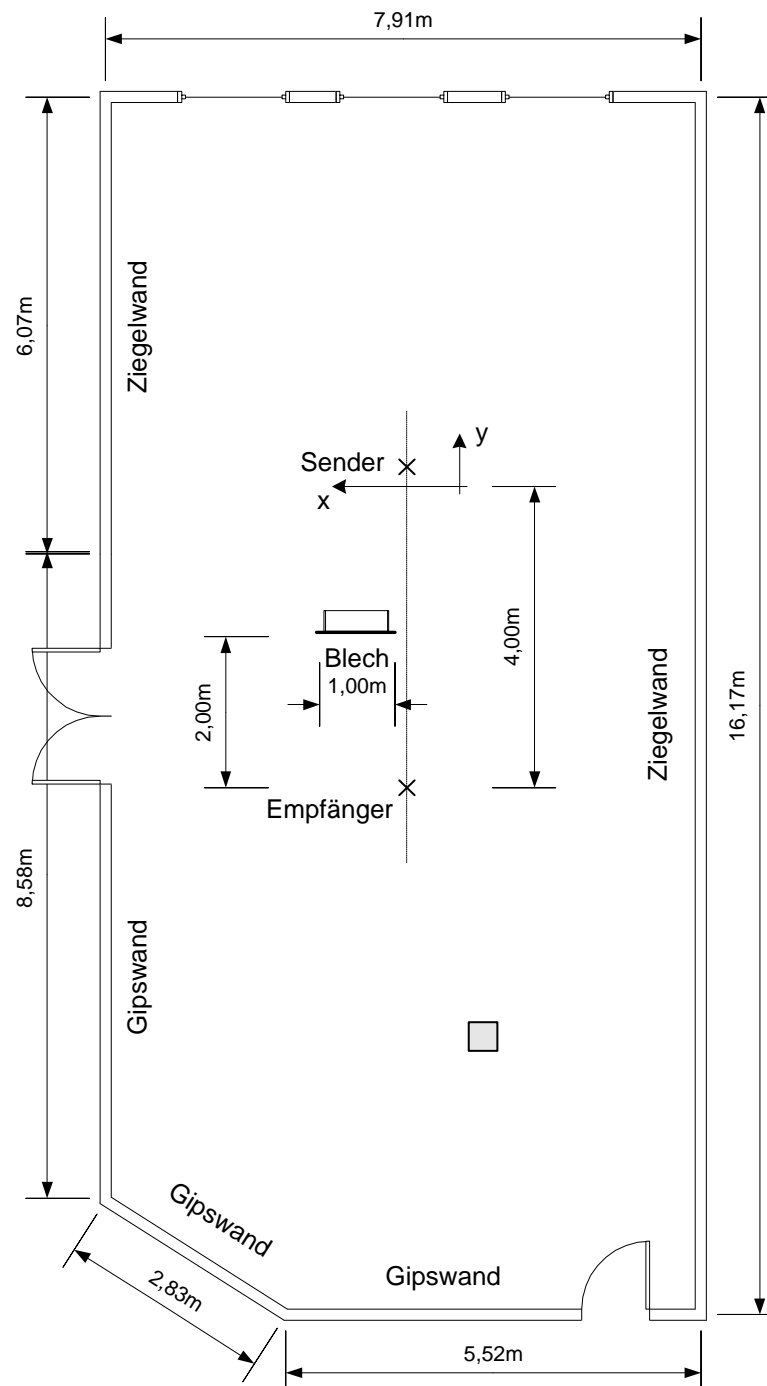 7,91m
6,07m
Ziegelwand
Sender
y
x
4,00m
Blech
1,00m
2,00m
Ziegelwand
16,17m
Empfänger
8,58m
Gipswand
Gipswand
2,83m
Gipswand
5,52m